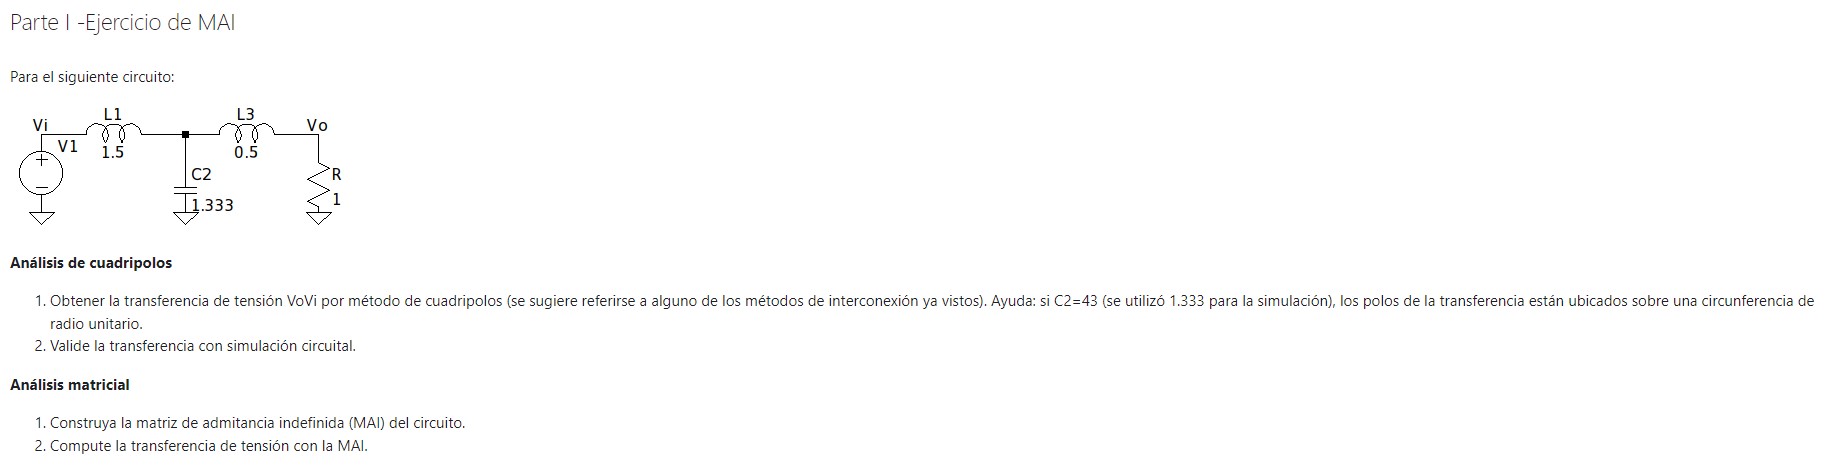 Parte I -Ejercicio de MAI
Para el siguiente circuito:
L1
L3
Vi
Vo
V1
1.5
0.5
C2
R
1.333
1
Análisis de cuadripolos
1. Obtener la transferencia de tensión VoVi por método de cuadripolos (se sugiere referirse a alguno de los métodos de interconexión ya vistos). Ayuda: si C2=43 (se utilizó 1.333 para la simulación), los polos de la transferencia están ubicados sobre una circunferencia de
radio unitario.
2. Valide la transferencia con simulación circuital.
Análisis matricial
1. Construya la matriz de admitancia indefinida (MAI) del circuito.
2. Compute la transferencia de tensión con la MAI.